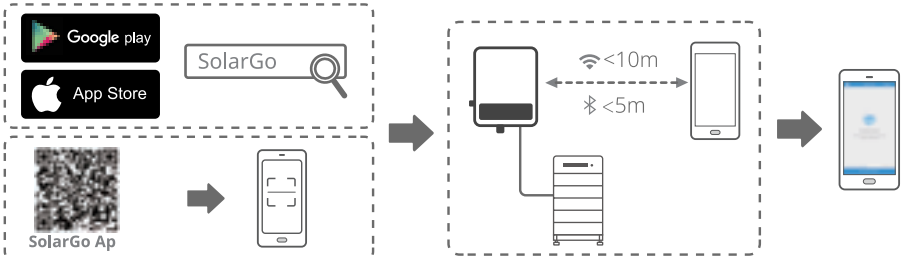 Google play
SolarGo
App Store
<10m
<5m
SolarGo Ap